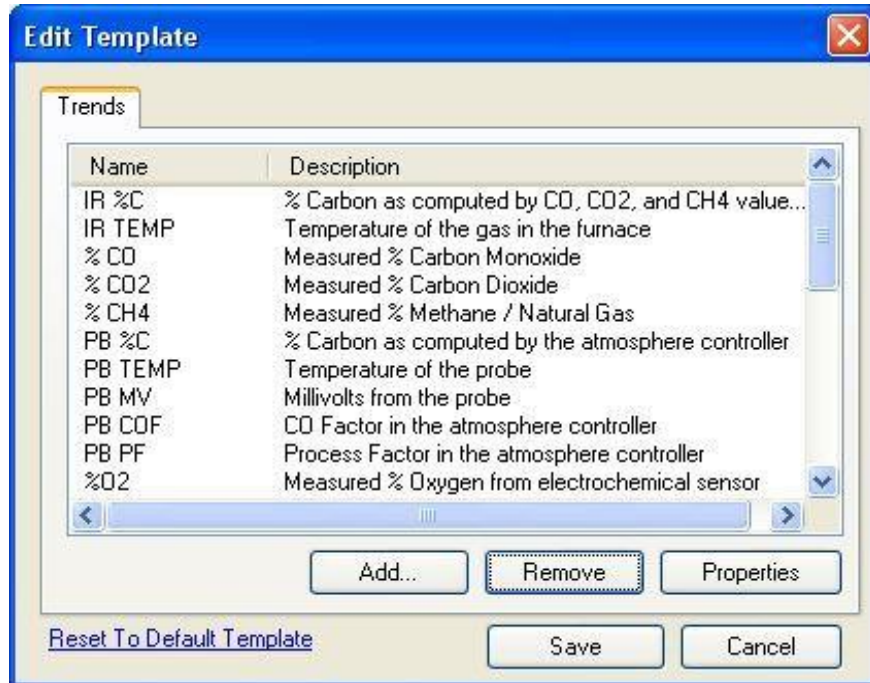 Edit Template
Trends
Name Description
IR %C % Carbon as computed by CO, CO2, and CH4 value...
IR TEMP Temperature of the gas in the furnace
% CO Measured % Carbon Monoxide
% CO2 Measured % Carbon Dioxide
% CH4 Measured % Methane / Natural Gas
PB %C % Carbon as computed by the atmosphere controller
PB TEMP Temperature of the probe
PB MV Millivolts from the probe
PB COF CO Factor in the atmosphere controller
PB PF Process Factor in the atmosphere controller
%O2 Measured % Oxygen from electrochemical sensor
Add... Remove Properties
Reset To Default Template Save Cancel